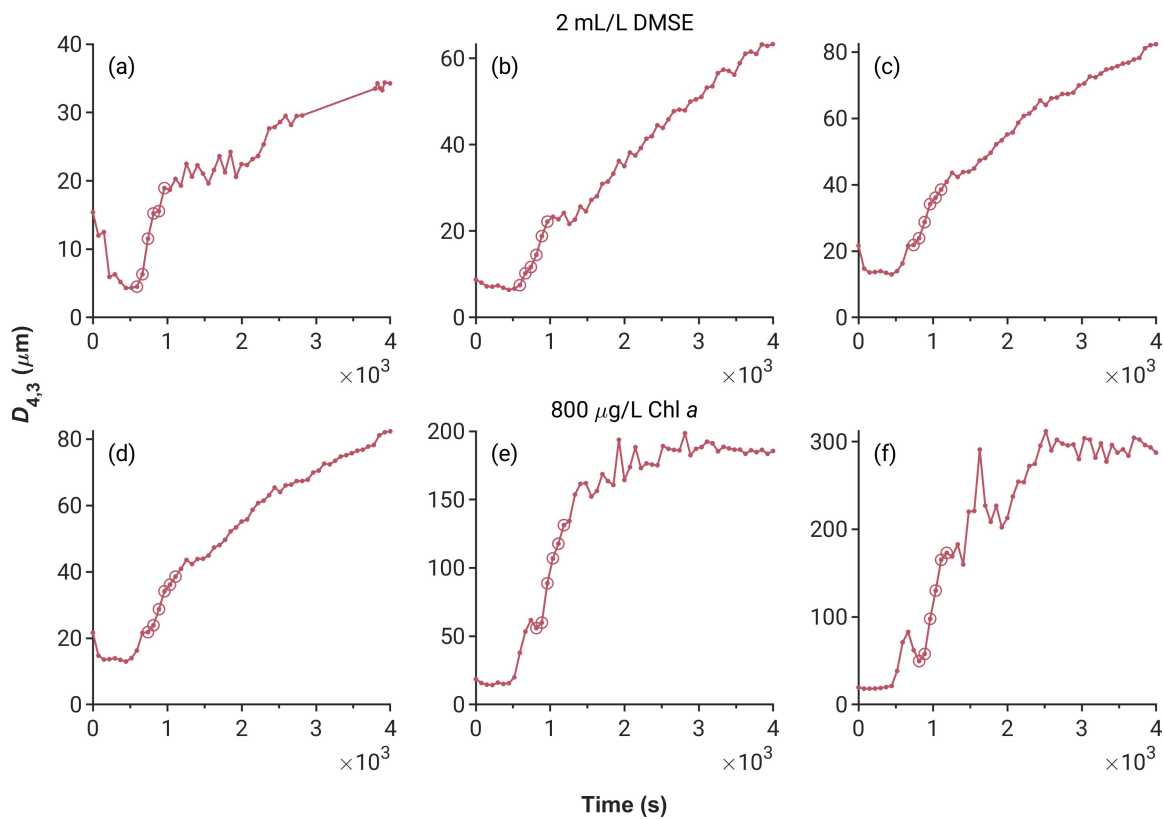 2 mL/L DMSE
(a) (b) (c)
40 60 80
30 60
20 40 40
10 20 20
0 0 0
0 1 2 3 4 0 1 2 3 4 0 1 2 3 4
×10³ ×10³ ×10³
D4,3 (μm)
800 μg/L Chl a
(d) (e) (f)
80 200 300
60 150 200
40 100
20 50 100
0 0 0
0 1 2 3 4 0 1 2 3 4 0 1 2 3 4
×10³ ×10³ ×10³
Time (s)